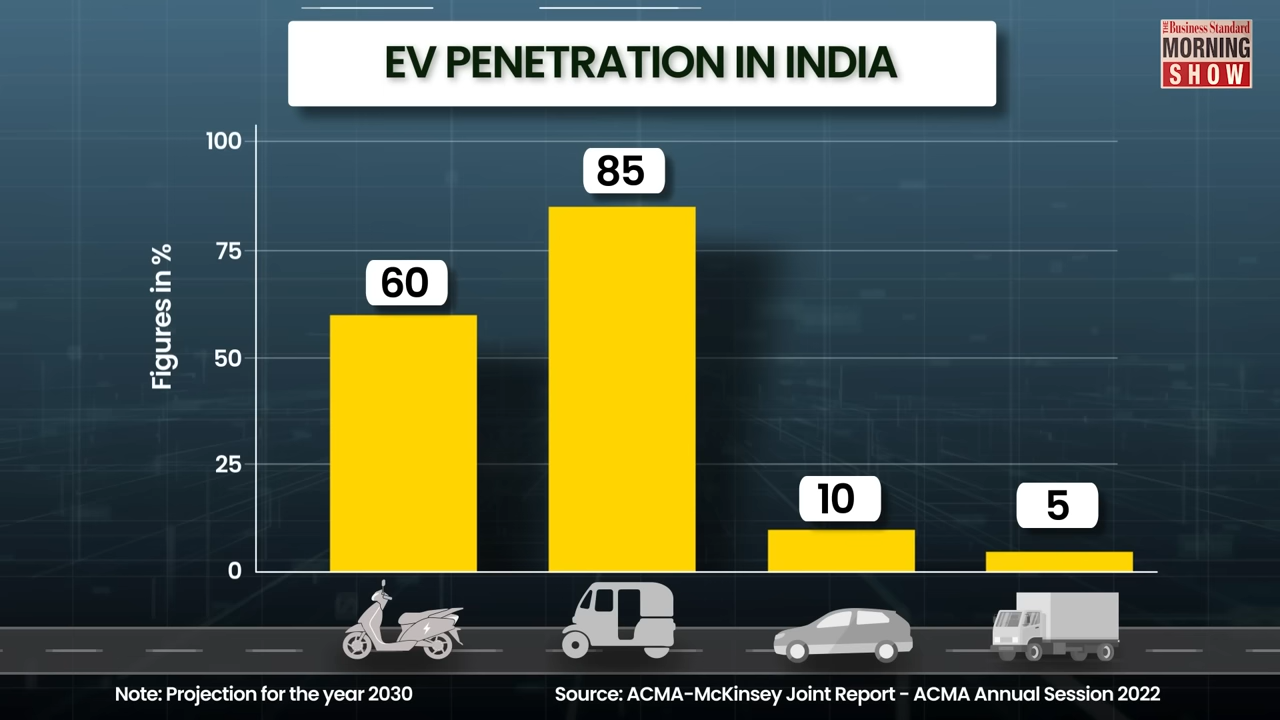 EV PENETRATION IN INDIA
THE Business Standard
MORNING
SHOW
Figures in %
100
75
50
25
0
60
85
10
5
Note: Projection for the year 2030
Source: ACMA-McKinsey Joint Report - ACMA Annual Session 2022